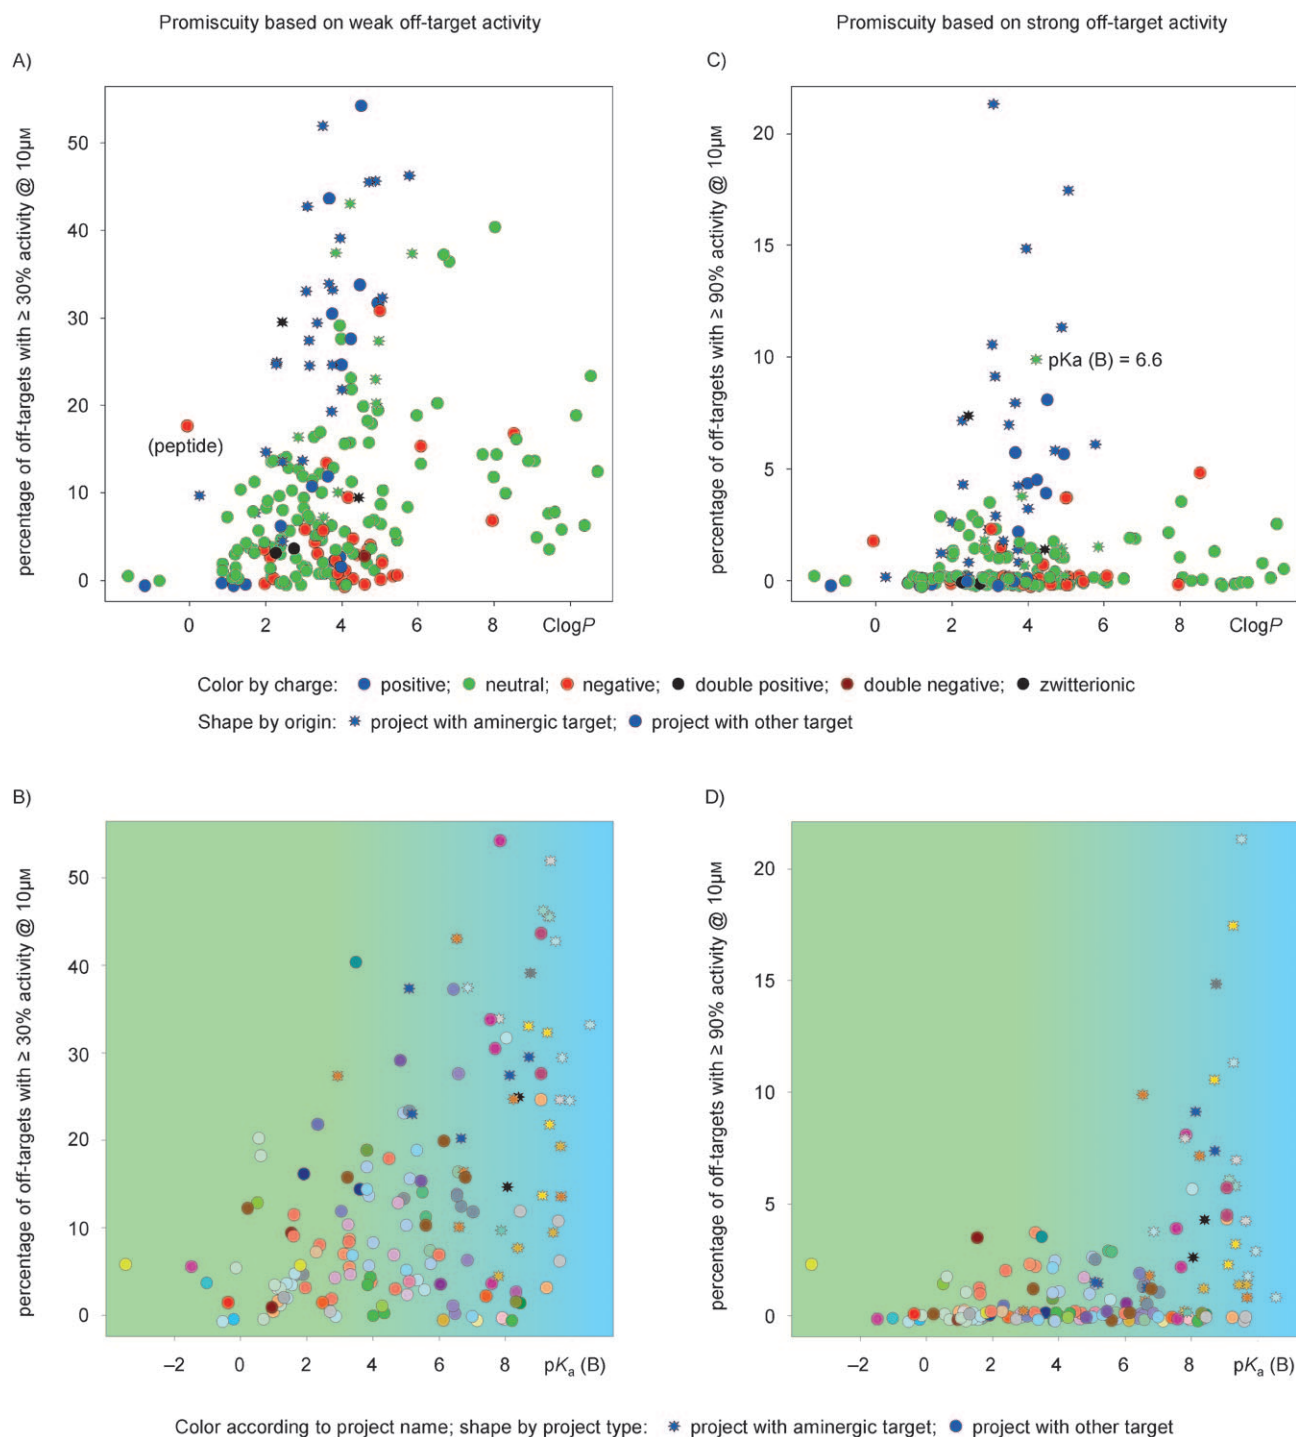 Promiscuity based on weak off-target activity
Promiscuity based on strong off-target activity
A)
percentage of off-targets with ≥ 30% activity @ 10µM
50
40
30
20
10
0
(peptide)
0 2 4 6 8 ClogP
C)
percentage of off-targets with ≥ 90% activity @ 10µM
20
15
10
5
0
pKa (B) = 6.6
0 2 4 6 8 ClogP
Color by charge: positive; neutral; negative; double positive; double negative; zwitterionic
Shape by origin: project with aminergic target; project with other target
B)
percentage of off-targets with ≥ 30% activity @ 10µM
50
40
30
20
10
0
–2 0 2 4 6 8 pKa (B)
D)
percentage of off-targets with ≥ 90% activity @ 10µM
20
15
10
5
0
–2 0 2 4 6 8 pKa (B)
Color according to project name; shape by project type: project with aminergic target; project with other target